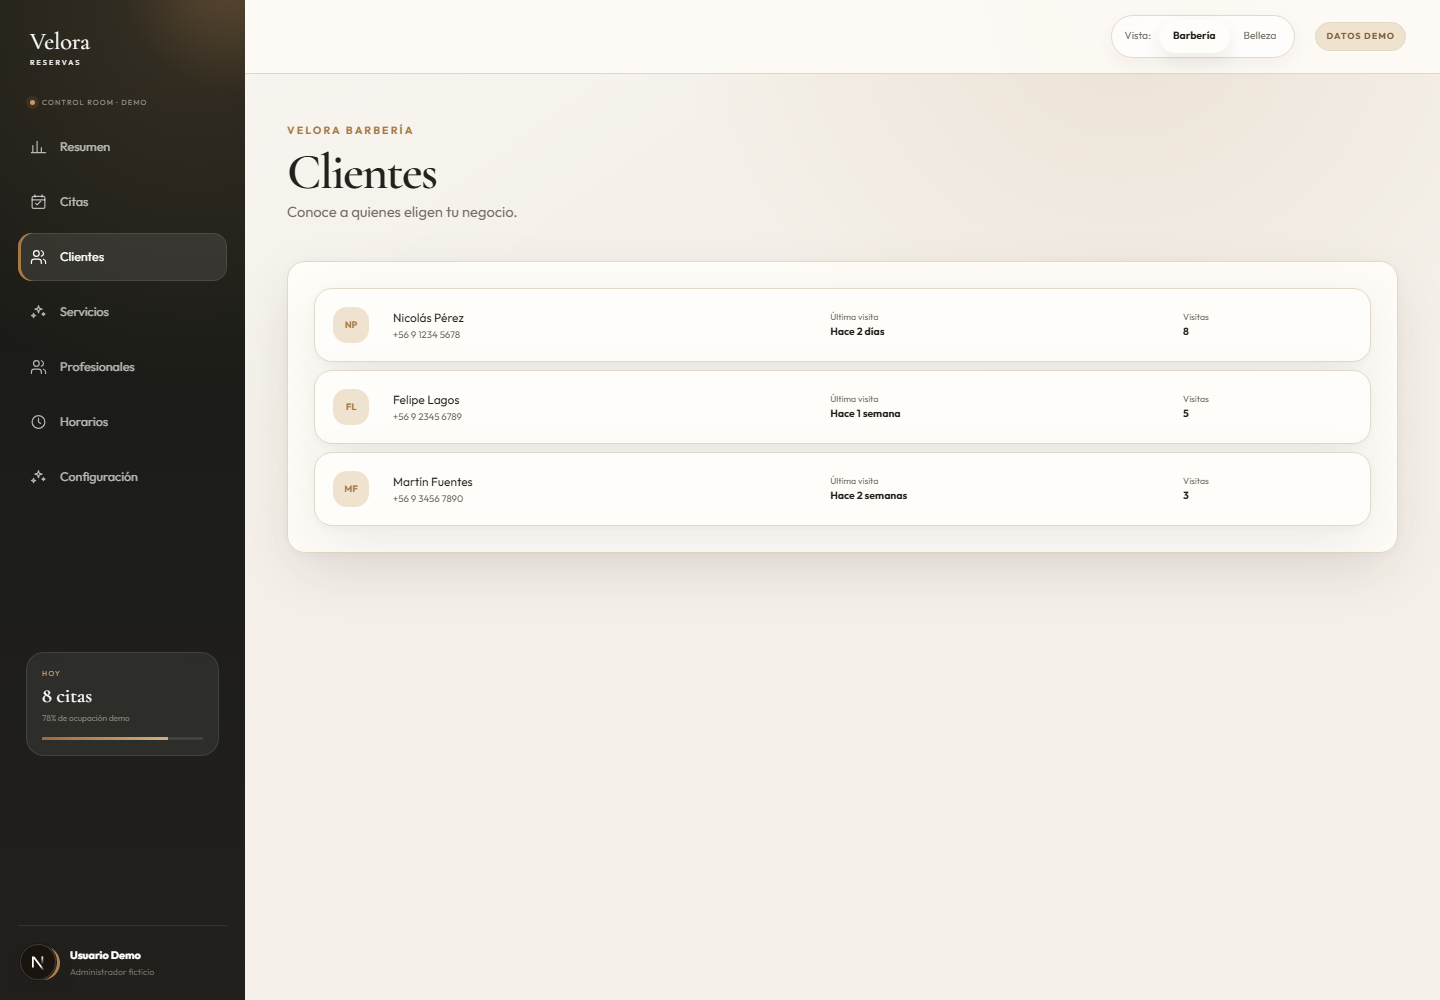 Velora
RESERVAS
CONTROL ROOM · DEMO
Resumen
Citas
Clientes
Servicios
Profesionales
Horarios
Configuración
HOY
8 citas
78% de ocupación demo
N
Usuario Demo
Administrador ficticio
Vista: Barbería Belleza
DATOS DEMO
VELORA BARBERÍA
Clientes
Conoce a quienes eligen tu negocio.
NP
Nicolás Pérez
+56 9 1234 5678
Última visita
Hace 2 días
Visitas
8
FL
Felipe Lagos
+56 9 2345 6789
Última visita
Hace 1 semana
Visitas
5
MF
Martín Fuentes
+56 9 3456 7890
Última visita
Hace 2 semanas
Visitas
3